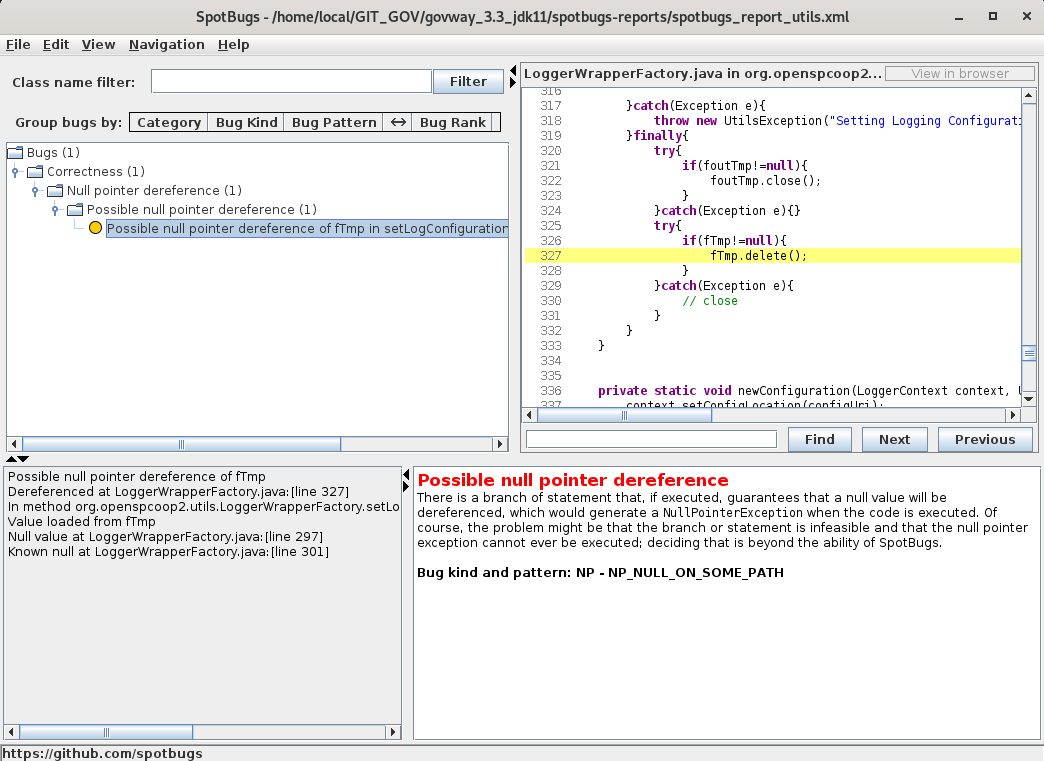 SpotBugs - /home/local/GIT_GOV/govway_3.3_jdk11/spotbugs-reports/spotbugs_report_utils.xml
File Edit View Navigation Help
Class name filter: Filter
Group bugs by: Category Bug Kind Bug Pattern ↔ Bug Rank
Bugs (1)
Correctness (1)
Null pointer dereference (1)
Possible null pointer dereference (1)
Possible null pointer dereference of fTmp in setLogConfiguration
LoggerWrapperFactory.java in org.openspcoop2... View in browser
316
317 }catch(Exception e){
318 throw new UtilsException("Setting Logging Configurati
319 }finally{
320 try{
321 if(foutTmp!=null){
322 foutTmp.close();
323 }
324 }catch(Exception e){}
325 try{
326 if(fTmp!=null){
327 fTmp.delete();
328 }
329 }catch(Exception e){
330 // close
331 }
332 }
333 }
334
335
336 private static void newConfiguration(LoggerContext context, U
337 context.setConfigLocation(configUri);
Find Next Previous
Possible null pointer dereference of fTmp
Dereferenced at LoggerWrapperFactory.java:[line 327]
In method org.openspcoop2.utils.LoggerWrapperFactory.setLo
Value loaded from fTmp
Null value at LoggerWrapperFactory.java:[line 297]
Known null at LoggerWrapperFactory.java:[line 301]
Possible null pointer dereference
There is a branch of statement that, if executed, guarantees that a null value will be
dereferenced, which would generate a NullPointerException when the code is executed. Of
course, the problem might be that the branch or statement is infeasible and that the null pointer
exception cannot ever be executed; deciding that is beyond the ability of SpotBugs.
Bug kind and pattern: NP - NP_NULL_ON_SOME_PATH
https://github.com/spotbugs